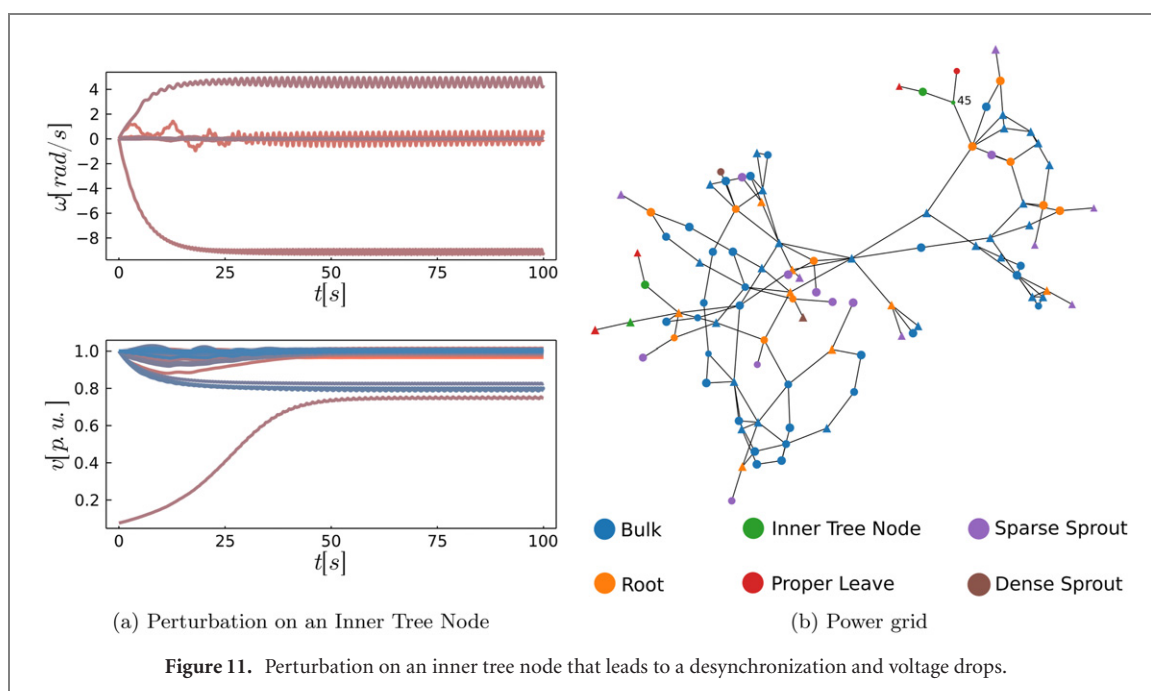 4
2
0
−2
−4
−6
−8
ω[rad/s]
0
25
50
75
100
t[s]
1.0
0.8
0.6
0.4
0.2
v[p.u.]
0
25
50
75
100
t[s]
(a) Perturbation on an Inner Tree Node
45
Bulk
Inner Tree Node
Sparse Sprout
Root
Proper Leave
Dense Sprout
(b) Power grid
Figure 11. Perturbation on an inner tree node that leads to a desynchronization and voltage drops.